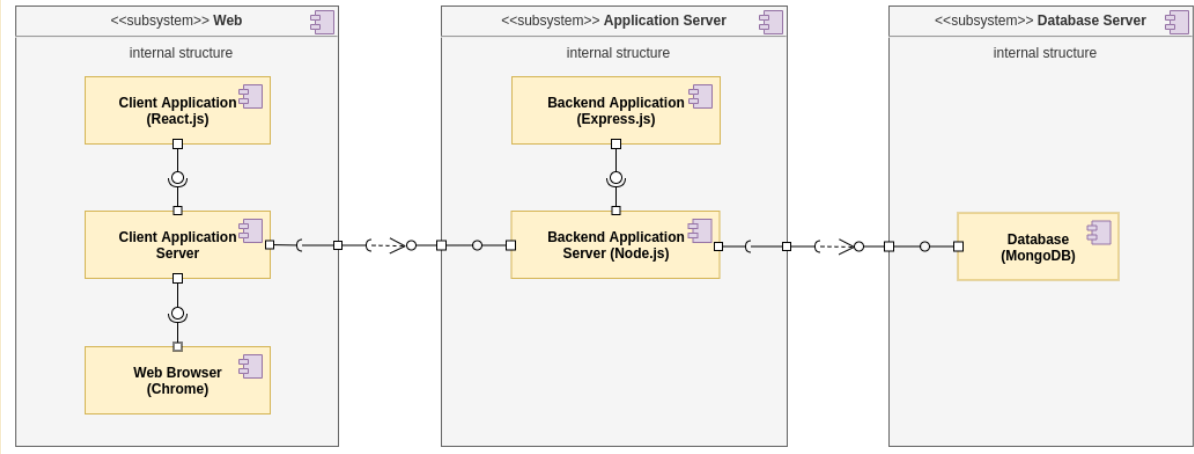 <<subsystem>> Web
internal structure
Client Application
(React.js)
Client Application
Server
Web Browser
(Chrome)
<<subsystem>> Application Server
internal structure
Backend Application
(Express.js)
Backend Application
Server (Node.js)
<<subsystem>> Database Server
internal structure
Database
(MongoDB)